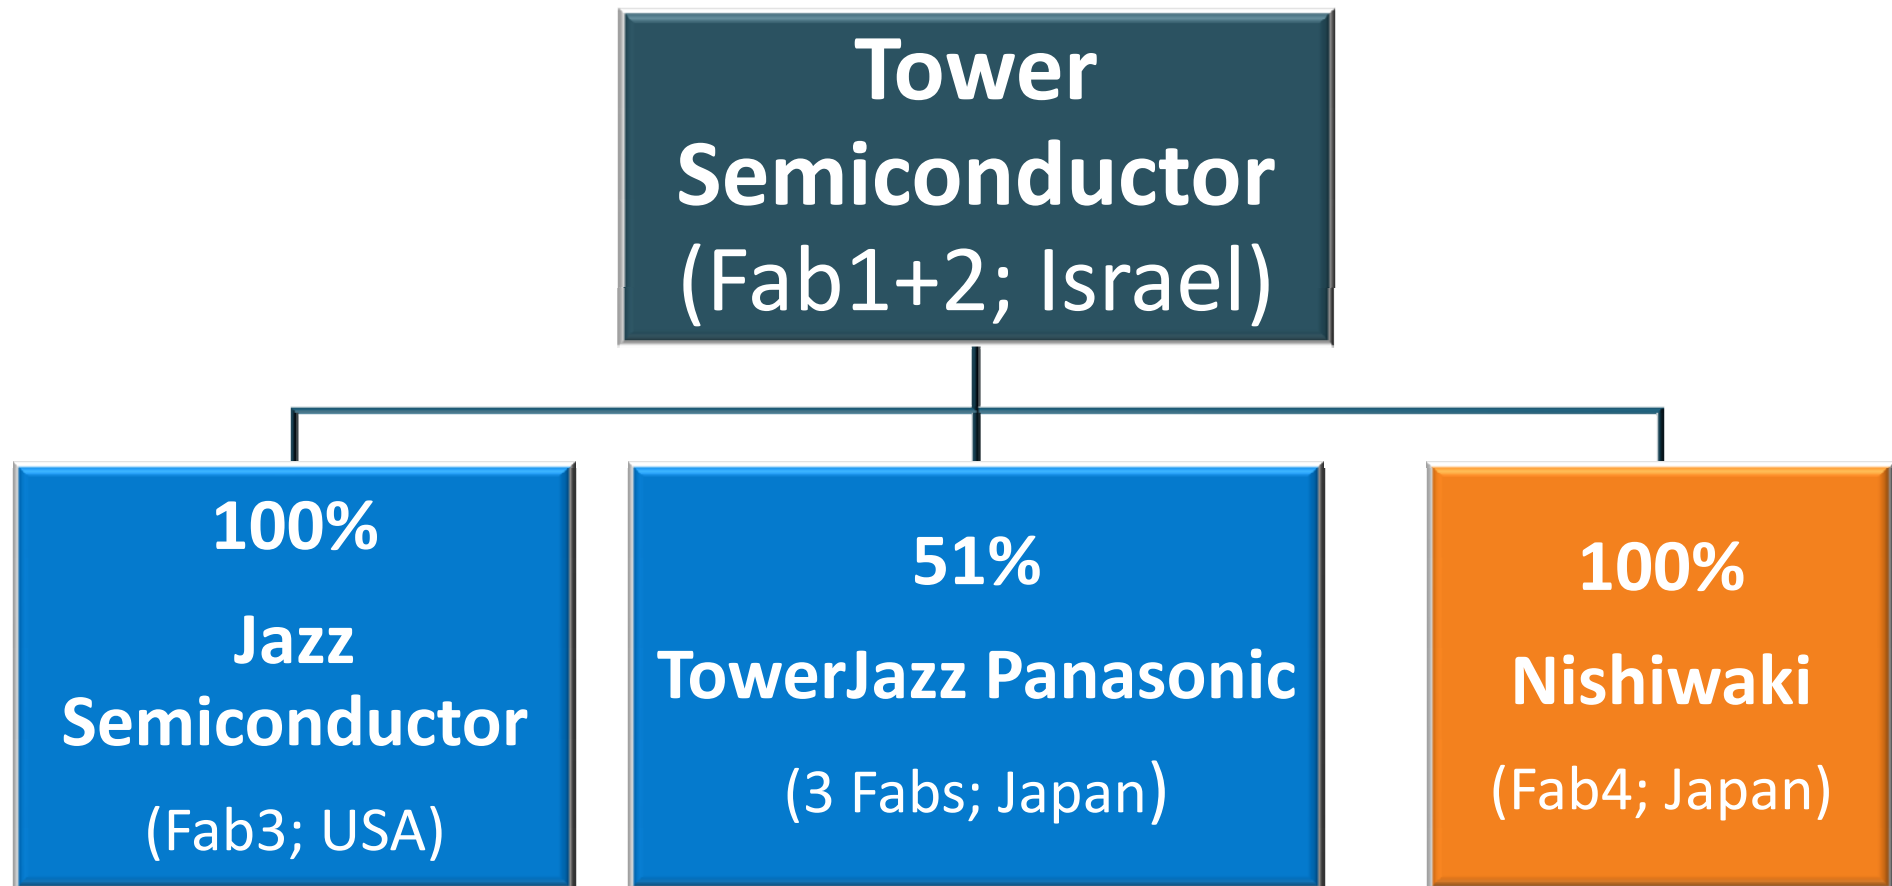 Tower
Semiconductor
(Fab1+2; Israel)
100%
Jazz
Semiconductor
(Fab3; USA)
51%
TowerJazz Panasonic
(3 Fabs; Japan)
100%
Nishiwaki
(Fab4; Japan)